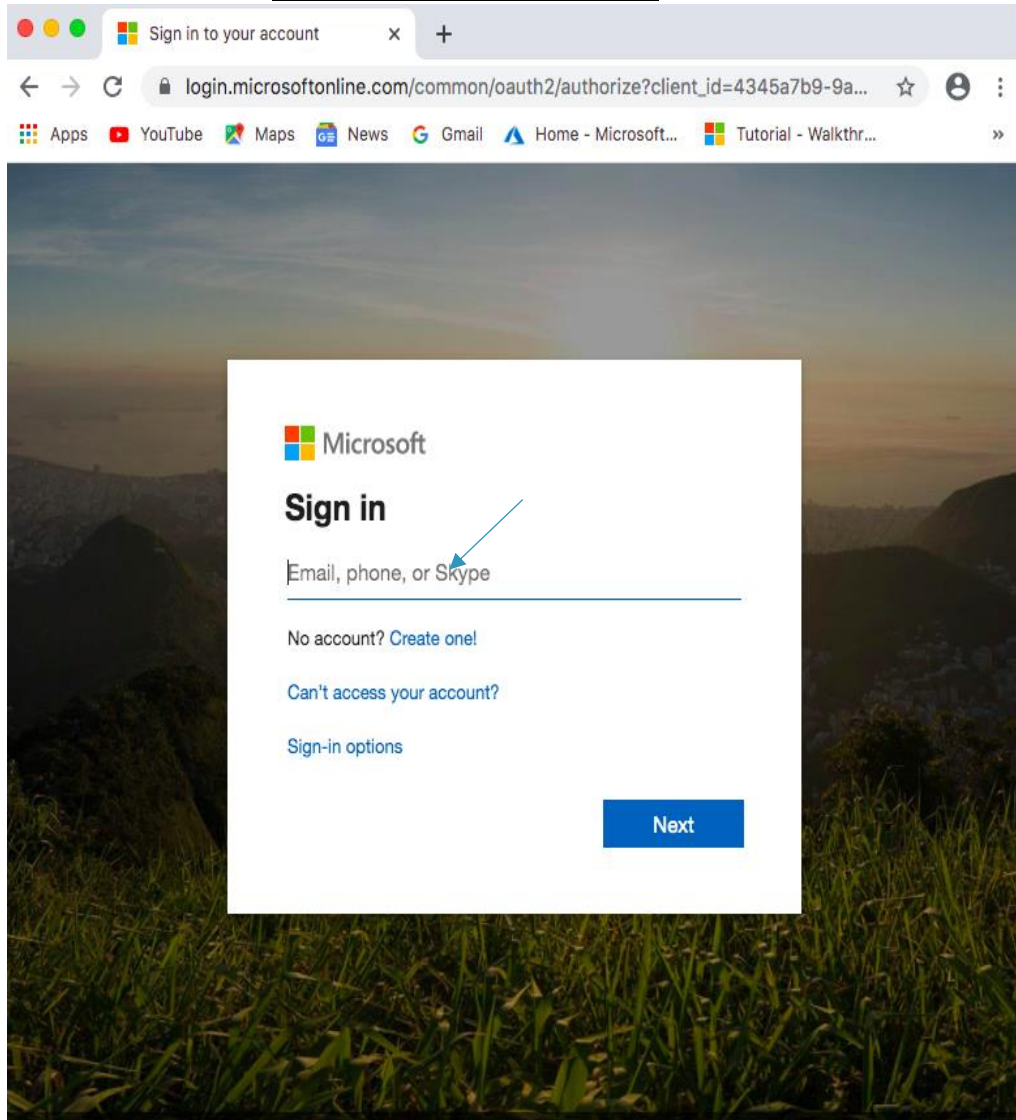 Sign in to your account
login.microsoftonline.com/common/oauth2/authorize?client_id=4345a7b9-9a...
Apps YouTube Maps GE News G Gmail Home - Microsoft... Tutorial - Walkthr... »
Microsoft
Sign in
Email, phone, or Skype
No account? Create one!
Can't access your account?
Sign-in options
Next